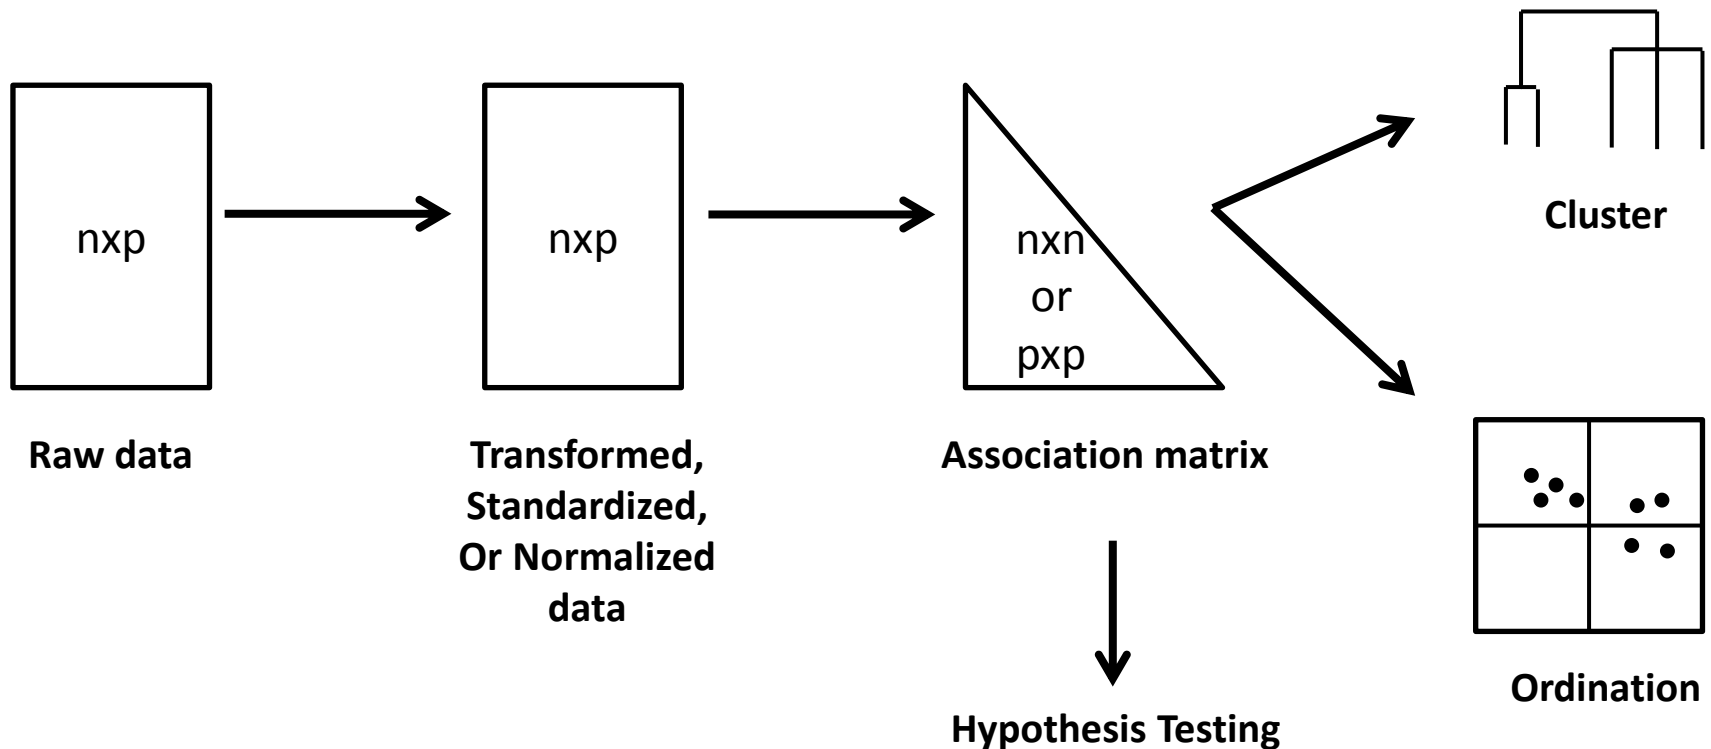 nxp
Raw data
nxp
Transformed,
Standardized,
Or Normalized
data
nxn
or
pxp
Association matrix
Hypothesis Testing
Cluster
Ordination